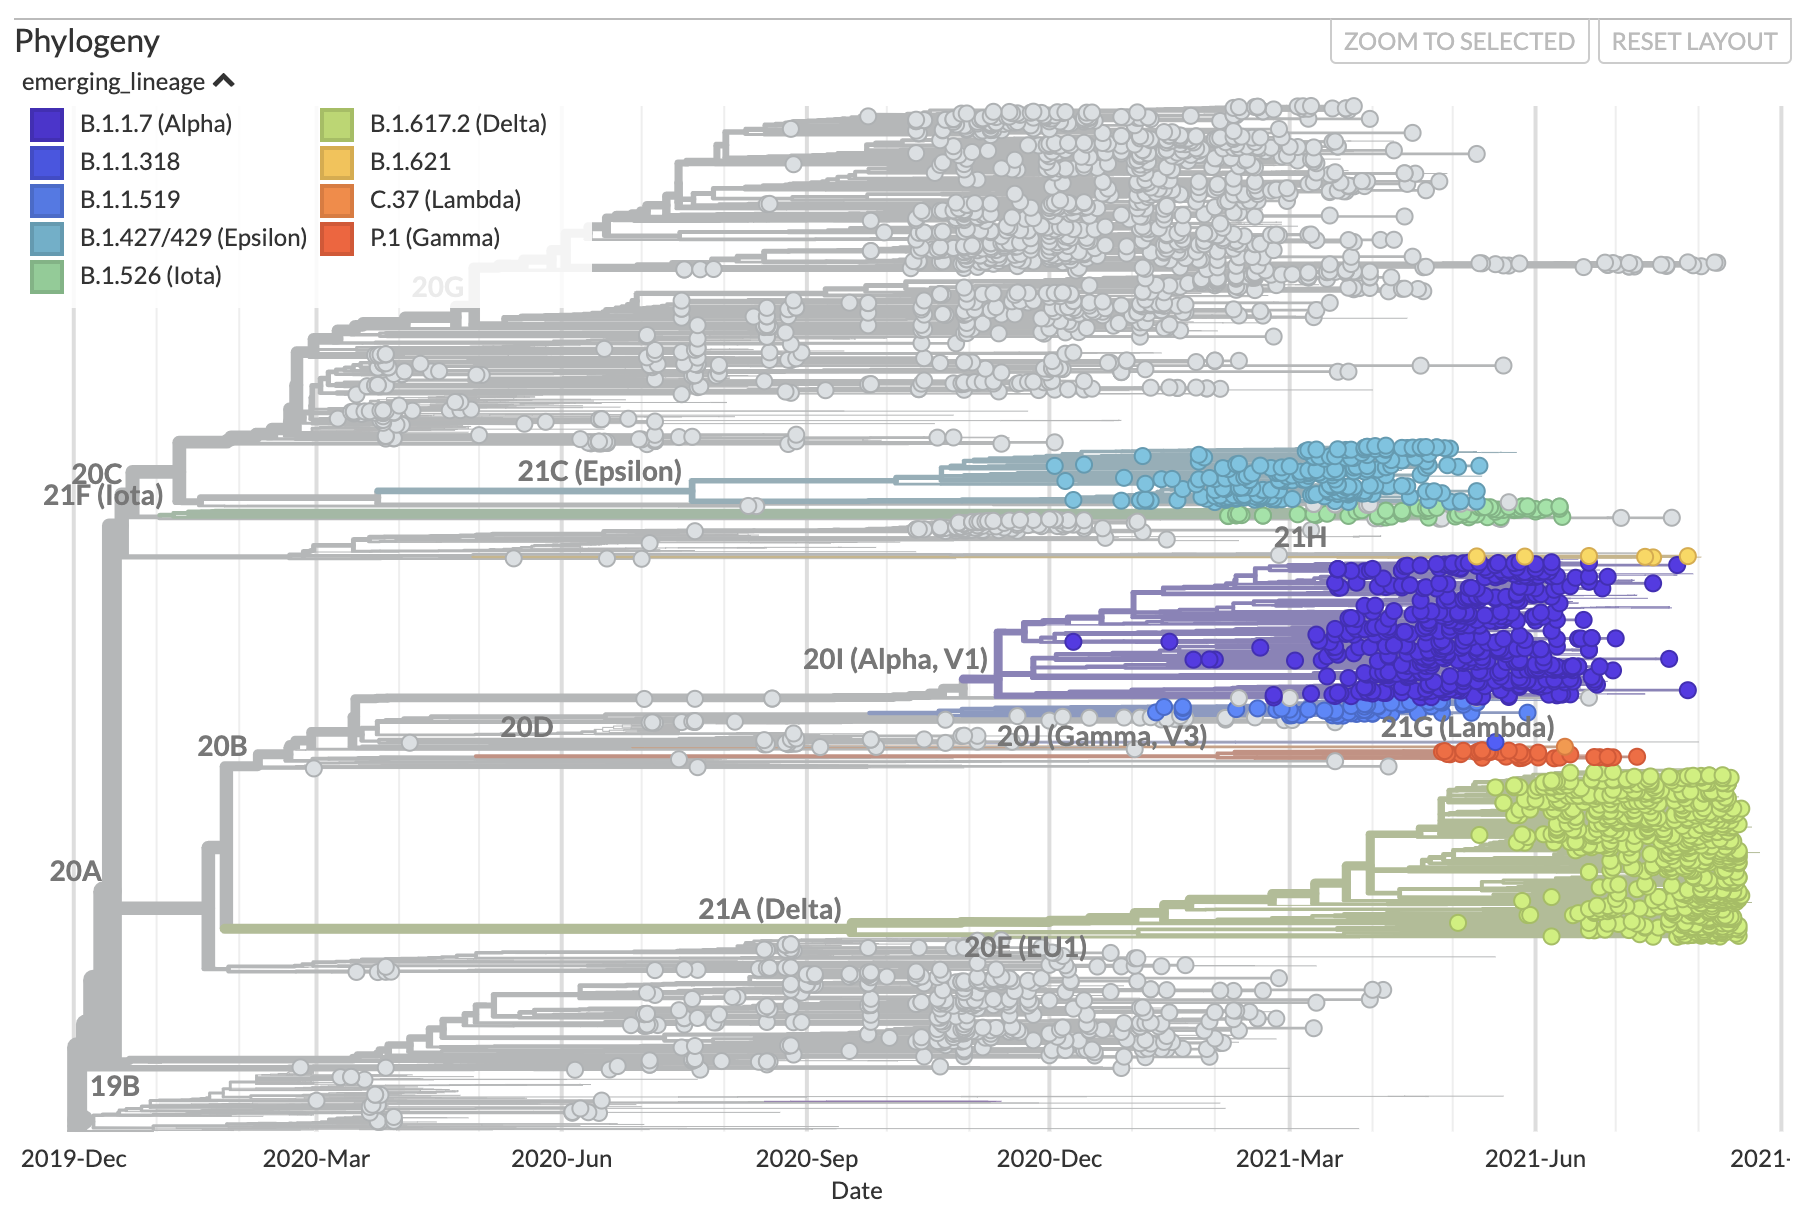 Phylogeny
ZOOM TO SELECTED
RESET LAYOUT
emerging_lineage
B.1.1.7 (Alpha)
B.1.1.318
B.1.1.519
B.1.427/429 (Epsilon)
B.1.526 (Iota)
B.1.617.2 (Delta)
B.1.621
C.37 (Lambda)
P.1 (Gamma)
20G
20C
21F (Iota)
21C (Epsilon)
21H
20I (Alpha, V1)
20D
20B
20J (Gamma, V3)
21G (Lambda)
20A
21A (Delta)
20E (EU1)
19B
2019-Dec
2020-Mar
2020-Jun
2020-Sep
2020-Dec
2021-Mar
2021-Jun
2021-
Date